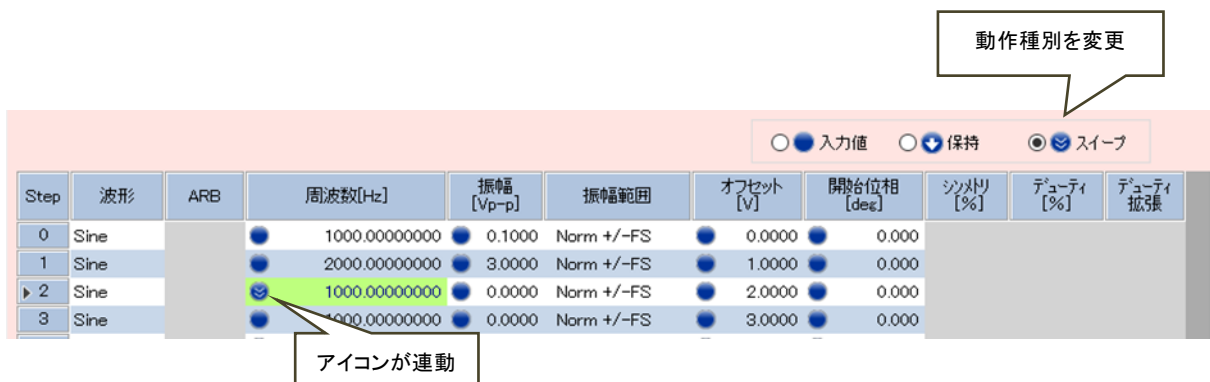 動作種別を変更
入力値 保持 スイープ
Step 波形 ARB 周波数[Hz] 振幅[Vp-p] 振幅範囲 オフセット[V] 開始位相[deg] シンメトリ[%] デューティ[%] デューティ拡張
0 Sine 1000.00000000 0.1000 Norm +/-FS 0.0000 0.000
1 Sine 2000.00000000 3.0000 Norm +/-FS 1.0000 0.000
2 Sine 1000.00000000 0.0000 Norm +/-FS 2.0000 0.000
3 Sine 1000.00000000 0.0000 Norm +/-FS 3.0000 0.000
アイコンが連動